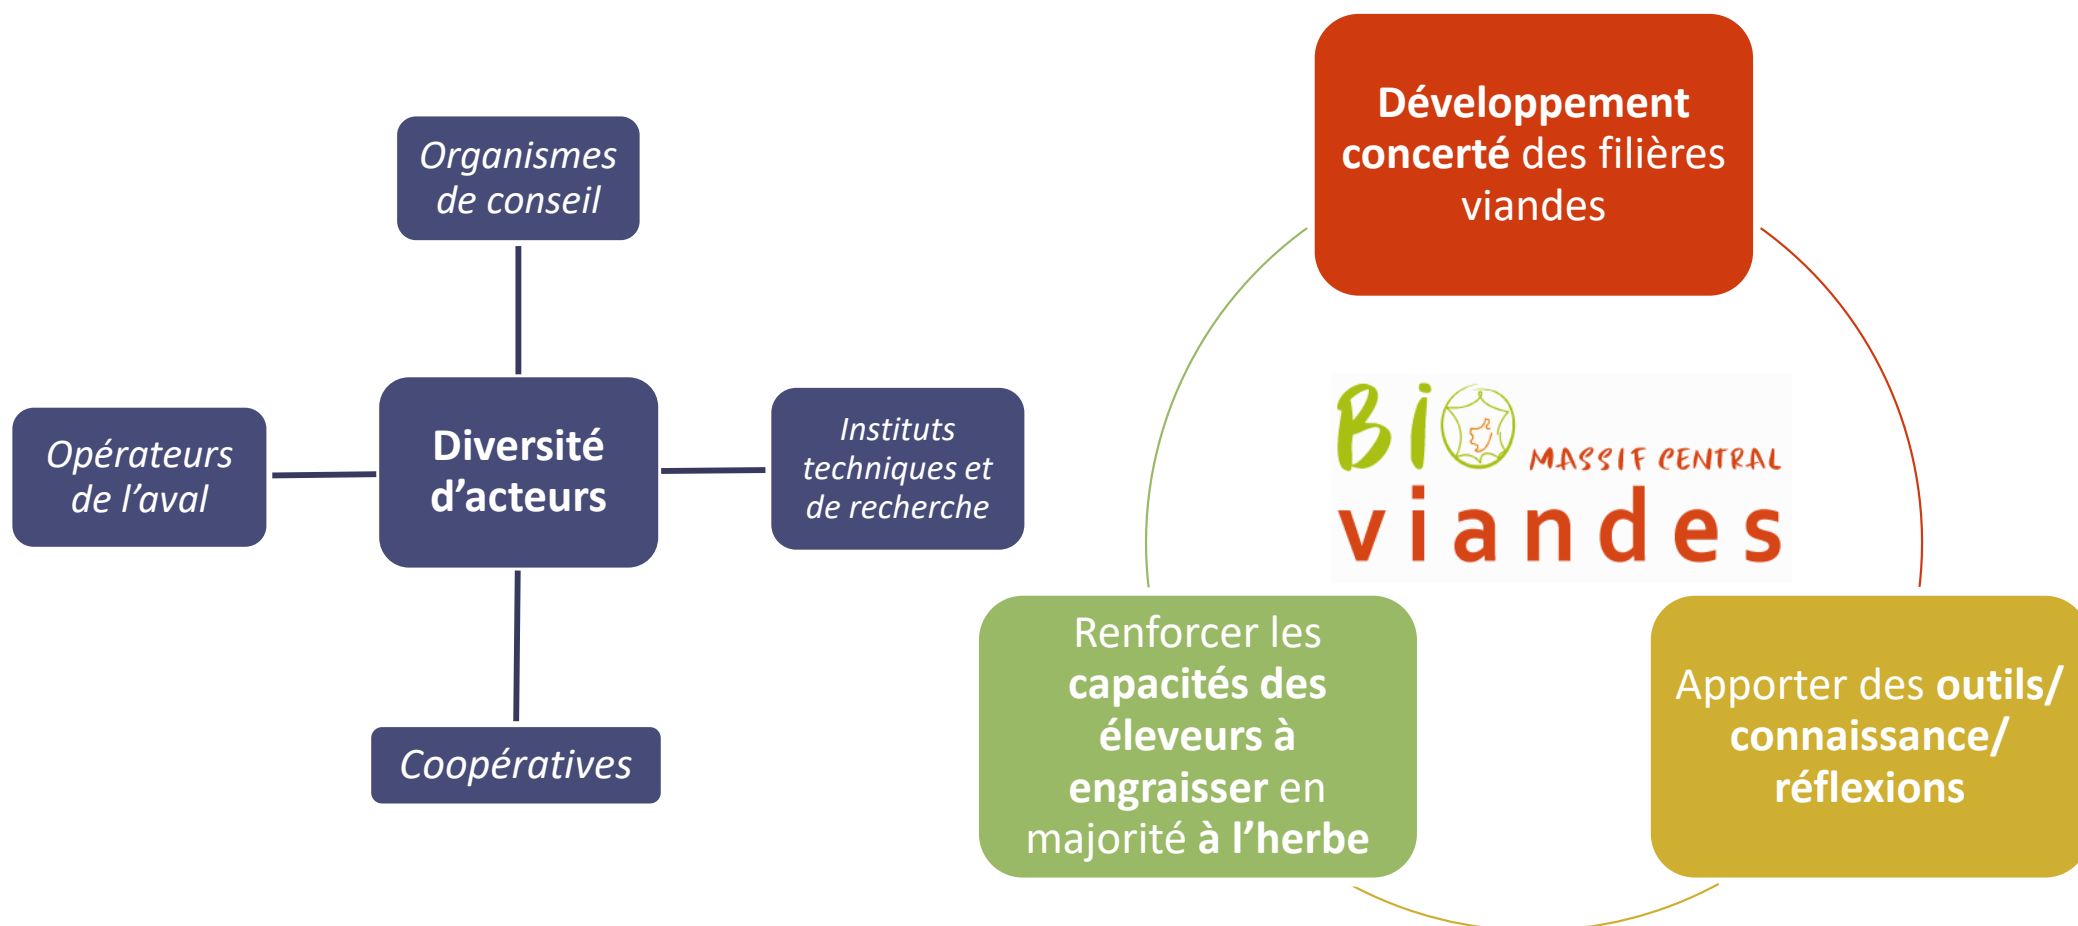 Organismes
de conseil
Opérateurs
de l’aval
Diversité
d’acteurs
Instituts
techniques et
de recherche
Coopératives
Développement
concerté des filières
viandes
BiO MASSIF CENTRAL
viandes
Renforcer les
capacités des
éleveurs à
engraisser en
majorité à l’herbe
Apporter des outils/
connaissance/
réflexions